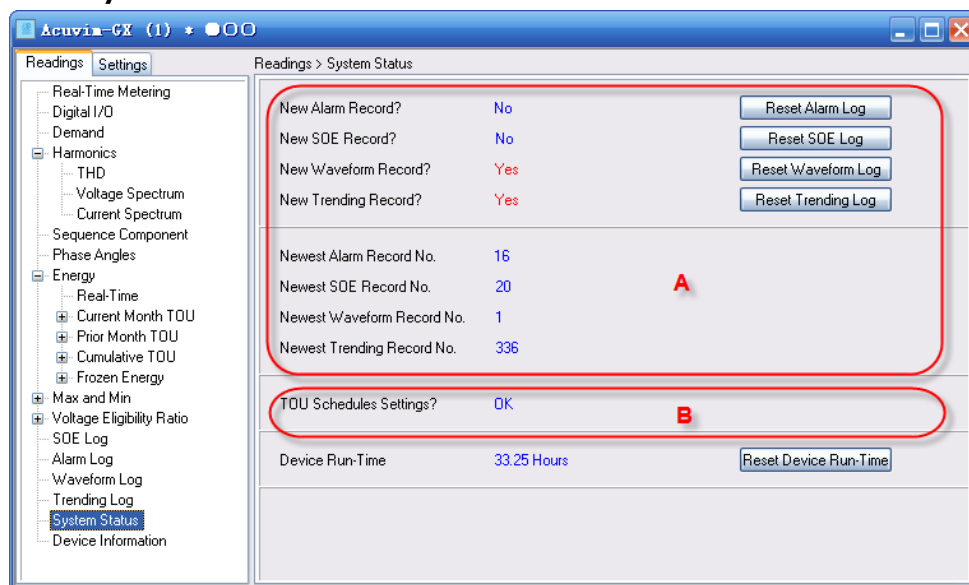 Acuvim-GX (1) *
Readings Settings
Readings > System Status
Real-Time Metering
Digital I/O
Demand
Harmonics
THD
Voltage Spectrum
Current Spectrum
Sequence Component
Phase Angles
Energy
Real-Time
Current Month TOU
Prior Month TOU
Cumulative TOU
Frozen Energy
Max and Min
Voltage Eligibility Ratio
SOE Log
Alarm Log
Waveform Log
Trending Log
System Status
Device Information
New Alarm Record? No Reset Alarm Log
New SOE Record? No Reset SOE Log
New Waveform Record? Yes Reset Waveform Log
New Trending Record? Yes Reset Trending Log
Newest Alarm Record No. 16
Newest SOE Record No. 20
A
Newest Waveform Record No. 1
Newest Trending Record No. 336
TOU Schedules Settings? OK
B
Device Run-Time 33.25 Hours Reset Device Run-Time